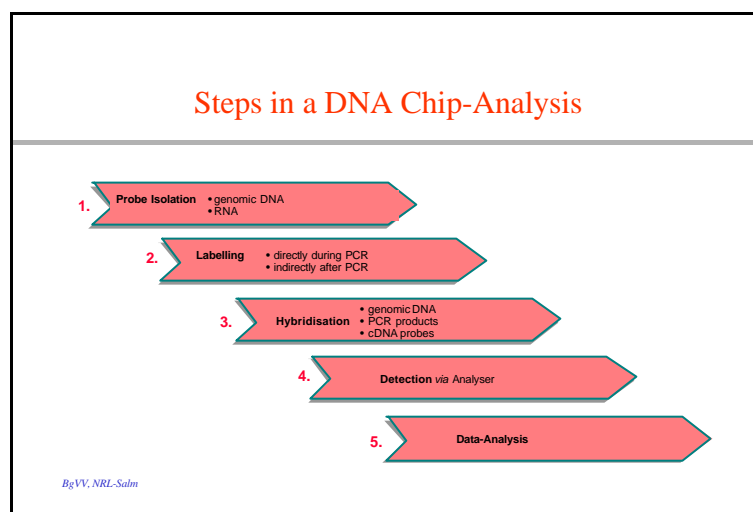 Steps in a DNA Chip-Analysis
1. Probe Isolation • genomic DNA
• RNA
2. Labelling • directly during PCR
• indirectly after PCR
3. Hybridisation • genomic DNA
• PCR products
• cDNA probes
4. Detection via Analyser
5. Data-Analysis
BgVV, NRL-Salm